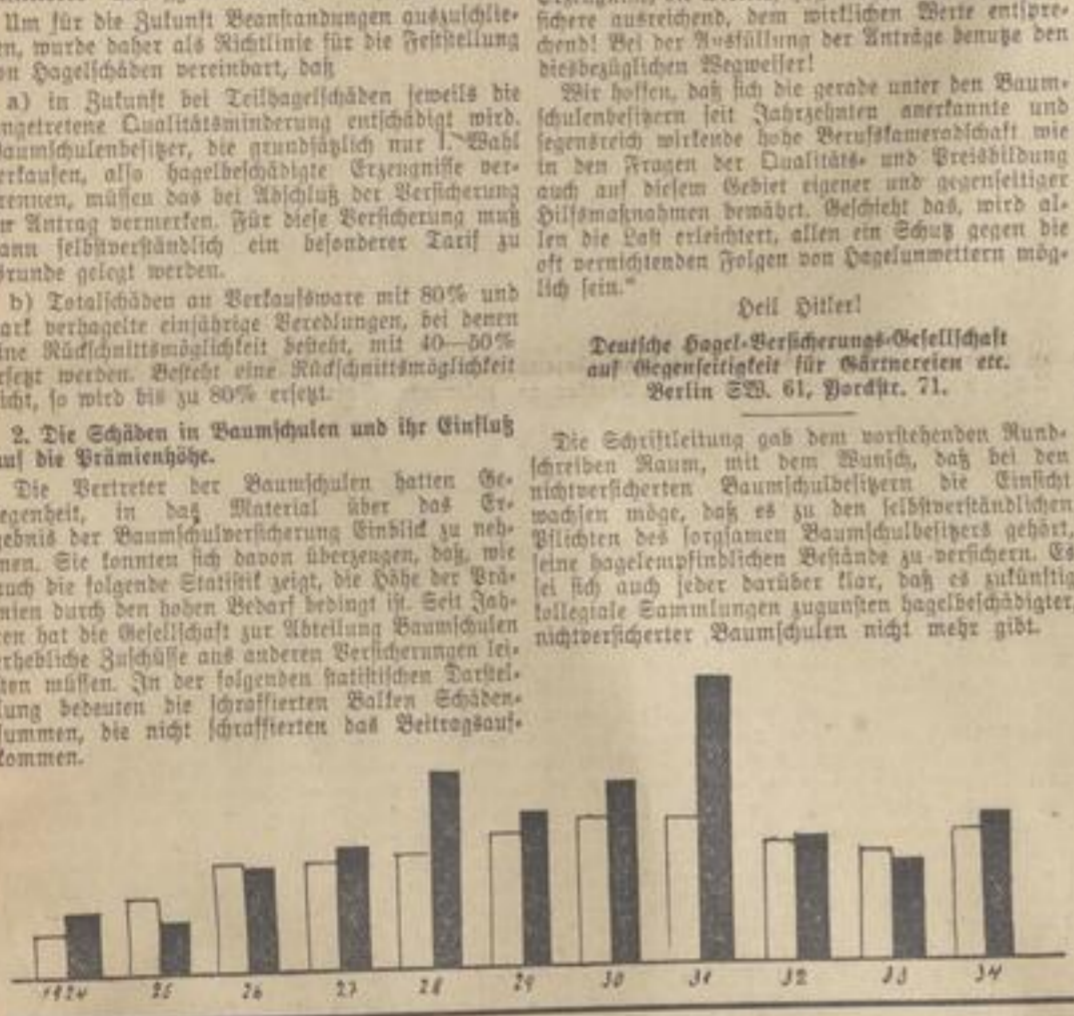 Um für die Zukunft Beanstandungen auszuschlie-
en, wurde daher als Richtlinie für die Feststellung
on Hagelschäden vereinbart, daß
a) in Zukunft bei Teilhagelschäden jeweils die
ngetretene Qualitätsminderung entschädigt wird.
aumschulenbesitzer, die grundsätzlich nur I. Wahl
erkaufen, also hagelbeschädigte Erzeugnisse ver-
rennen, müssen das bei Abschluß der Versicherung
m Antrag vermerken. Für diese Versicherung muß
ann selbstverständlich ein besonderer Tarif zu
Grunde gelegt werden.
b) Totalschäden an Verkaufsware mit 80% und
ark verhagelte einjährige Veredlungen, bei denen
ine Rückschnittsmöglichkeit besteht, mit 40—50%
rsetzt werden. Besteht eine Rückschnittsmöglichkeit
icht, so wird bis zu 80% ersetzt.
2. Die Schäden in Baumschulen und ihr Einfluß
auf die Prämienhöhe.
Die Vertreter der Baumschulen hatten Ge-
egenheit, in daß Material über das Er-
gebnis der Baumschulversicherung Einblick zu neh-
men. Sie konnten sich davon überzeugen, daß, wie
auch die folgende Statistik zeigt, die Höhe der Prä-
mien durch den hohen Bedarf bedingt ist. Seit Jah-
ren hat die Gesellschaft zur Abteilung Baumschulen
erhebliche Zuschüsse aus anderen Versicherungen lei-
sten müssen. In der folgenden statistischen Darstel-
lung bedeuten die schraffierten Balken Schäden-
summen, die nicht schraffierten das Beitragsauf-
kommen.
sichere ausreichend, dem wirklichen Werte entspre-
chend! Bei der Ausfüllung der Anträge benutze den
diesbezüglichen Wegweiser!
Wir hoffen, daß sich die gerade unter den Baum-
schulenbesitzern seit Jahrzehnten anerkannte und
segensreich wirkende hohe Berufskameradschaft wie
in den Fragen der Qualitäts- und Preisbildung
auch auf diesem Gebiet eigener und gegenseitiger
Hilfsmaßnahmen bewährt. Geschieht das, wird al-
len die Last erleichtert, allen ein Schutz gegen die
oft vernichtenden Folgen von Hagelunwettern mög-
lich sein.“
Heil Hitler!
Deutsche Hagel-Versicherungs-Gesellschaft
auf Gegenseitigkeit für Gärtnereien etc.
Berlin SW. 61, Yorckstr. 71.
Die Schriftleitung gab dem vorstehenden Rund-
schreiben Raum, mit dem Wunsch, daß bei den
nichtversicherten Baumschulbesitzern die Einsicht
wachsen möge, daß es zu den selbstverständlichen
Pflichten des sorgsamen Baumschulbesitzers gehört,
seine hagelempfindlichen Bestände zu versichern. Es
sei sich auch jeder darüber klar, daß es zukünftig
kollegiale Sammlungen zugunsten hagelbeschädigter
nichtversicherter Baumschulen nicht mehr gibt.
1924 25 26 27 28 29 30 31 32 33 34